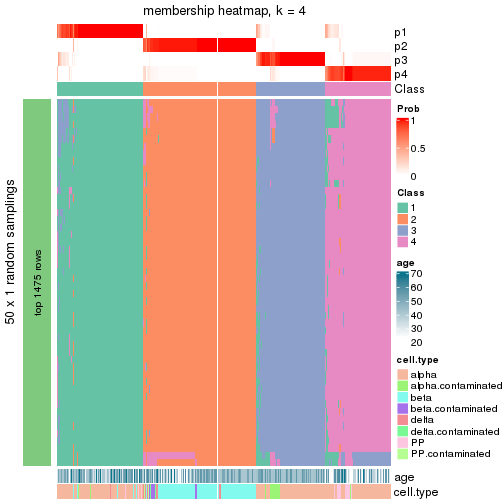 membership heatmap, k = 4
p1
p2
p3
p4
Class
50 x 1 random samplings
top 1475 rows
Prob
1
0.5
0
Class
1
2
3
4
age
70
60
50
40
30
20
cell.type
alpha
alpha.contaminated
beta
beta.contaminated
delta
delta.contaminated
PP
PP.contaminated
age
cell.type